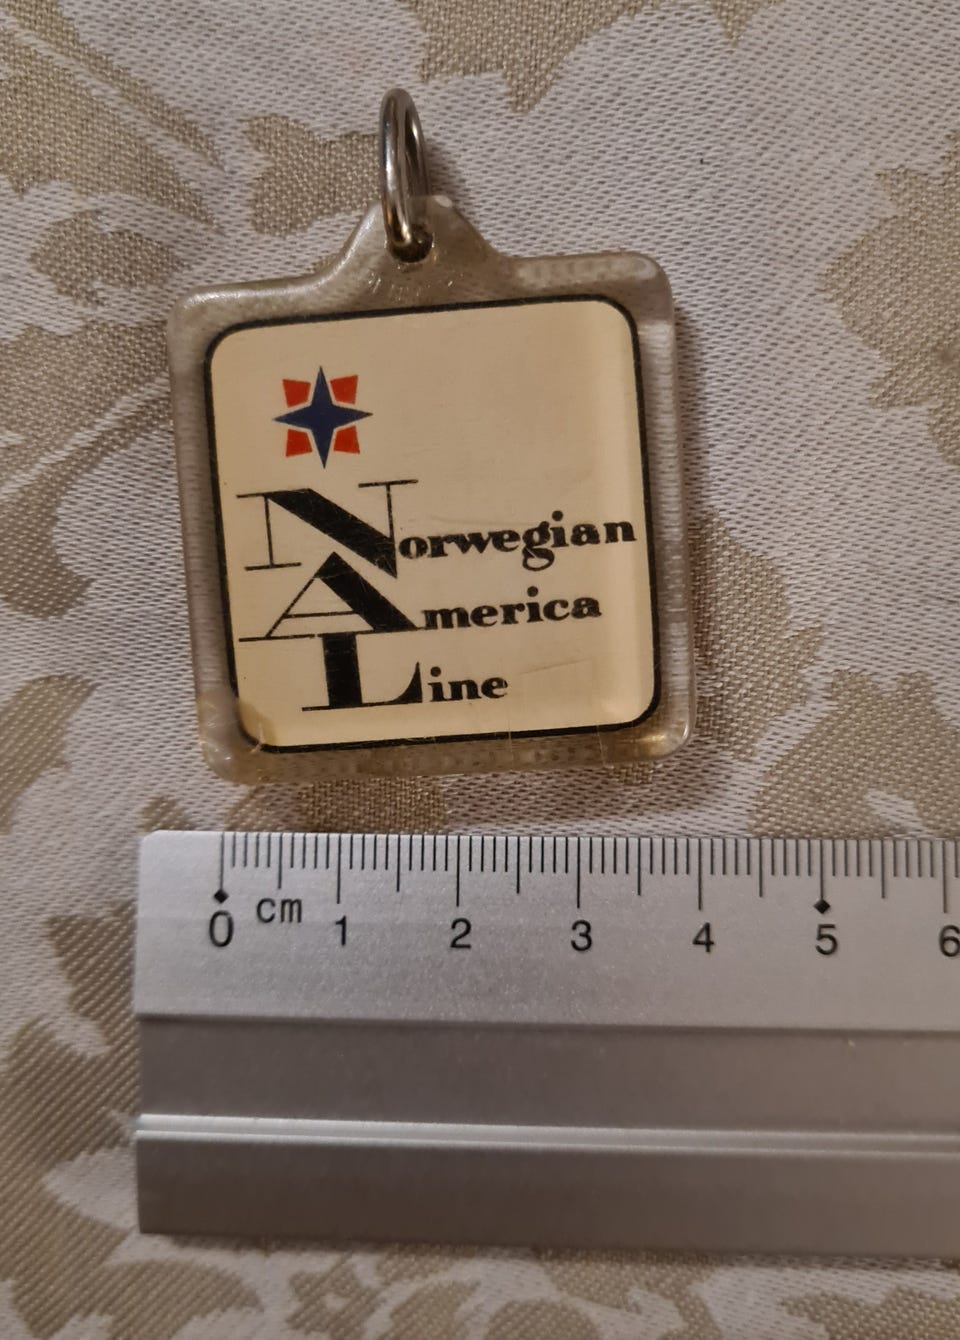 Norwegian
America
Line
0 cm 1 2 3 4 5 6